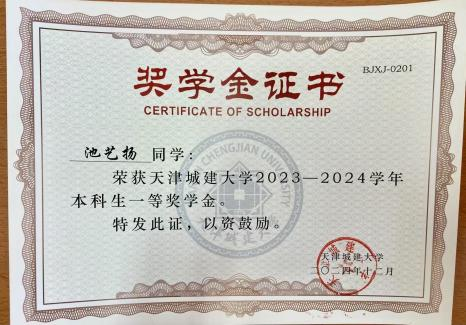 BJXJ-0201
奖学金证书
CERTIFICATE OF SCHOLARSHIP
池艺扬 同学:
荣获天津城建大学2023—2024学年
本科生一等奖学金。
特发此证,以资鼓励。
天津城建大学
二〇二四年十二月
CHENGJIAN UNIVERSITY